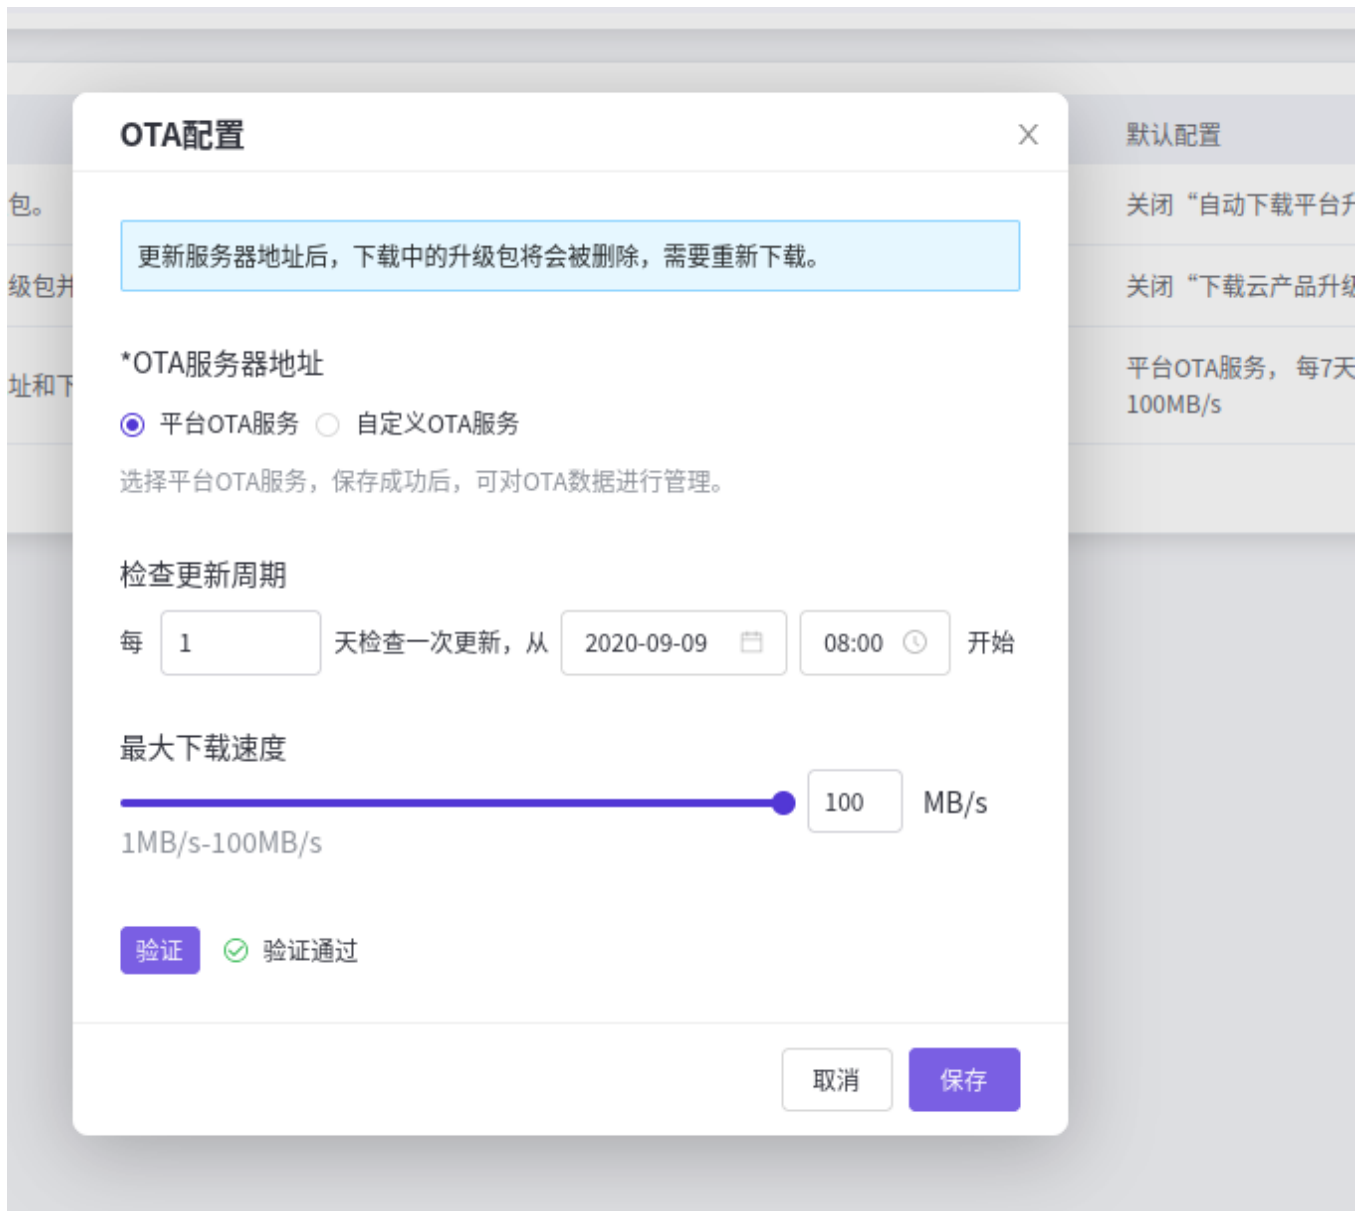 OTA配置
默认配置
包。
关闭“自动下载平台升
更新服务器地址后，下载中的升级包将会被删除，需要重新下载。
级包并
关闭“下载云产品升级
*OTA服务器地址
址和下
平台OTA服务， 每7天
100MB/s
平台OTA服务 自定义OTA服务
选择平台OTA服务，保存成功后，可对OTA数据进行管理。
检查更新周期
每 1 天检查一次更新，从 2020-09-09 08:00 开始
最大下载速度
100 MB/s
1MB/s-100MB/s
验证 验证通过
取消 保存